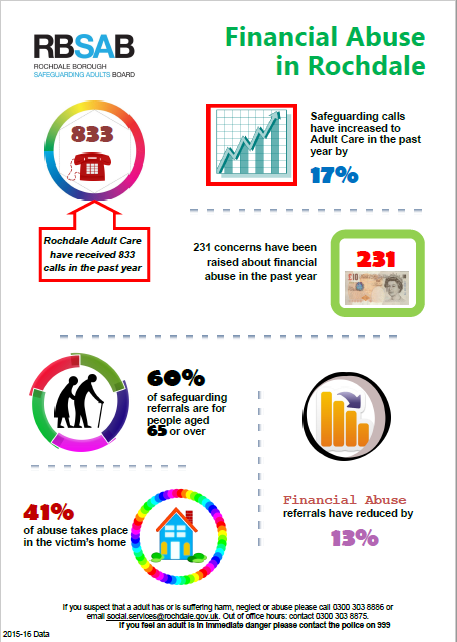 RBSAB
ROCHDALE BOROUGH
SAFEGUARDING ADULTS BOARD
Financial Abuse
in Rochdale
833
Rochdale Adult Care
have received 833
calls in the past year
Safeguarding calls
have increased to
Adult Care in the past
year by
17%
231 concerns have been
raised about financial
abuse in the past year
231
£10
60%
of safeguarding
referrals are for
people aged
65 or over
41%
of abuse takes place
in the victim's home
Financial Abuse
referrals have reduced by
13%
If you suspect that a adult has or is suffering harm, neglect or abuse please call 0300 303 8886 or
email social.services@rochdale.gov.uk. Out of office hours: contact 0300 303 8875.
If you feel an adult is in immediate danger please contact the police on 999
2015-16 Data